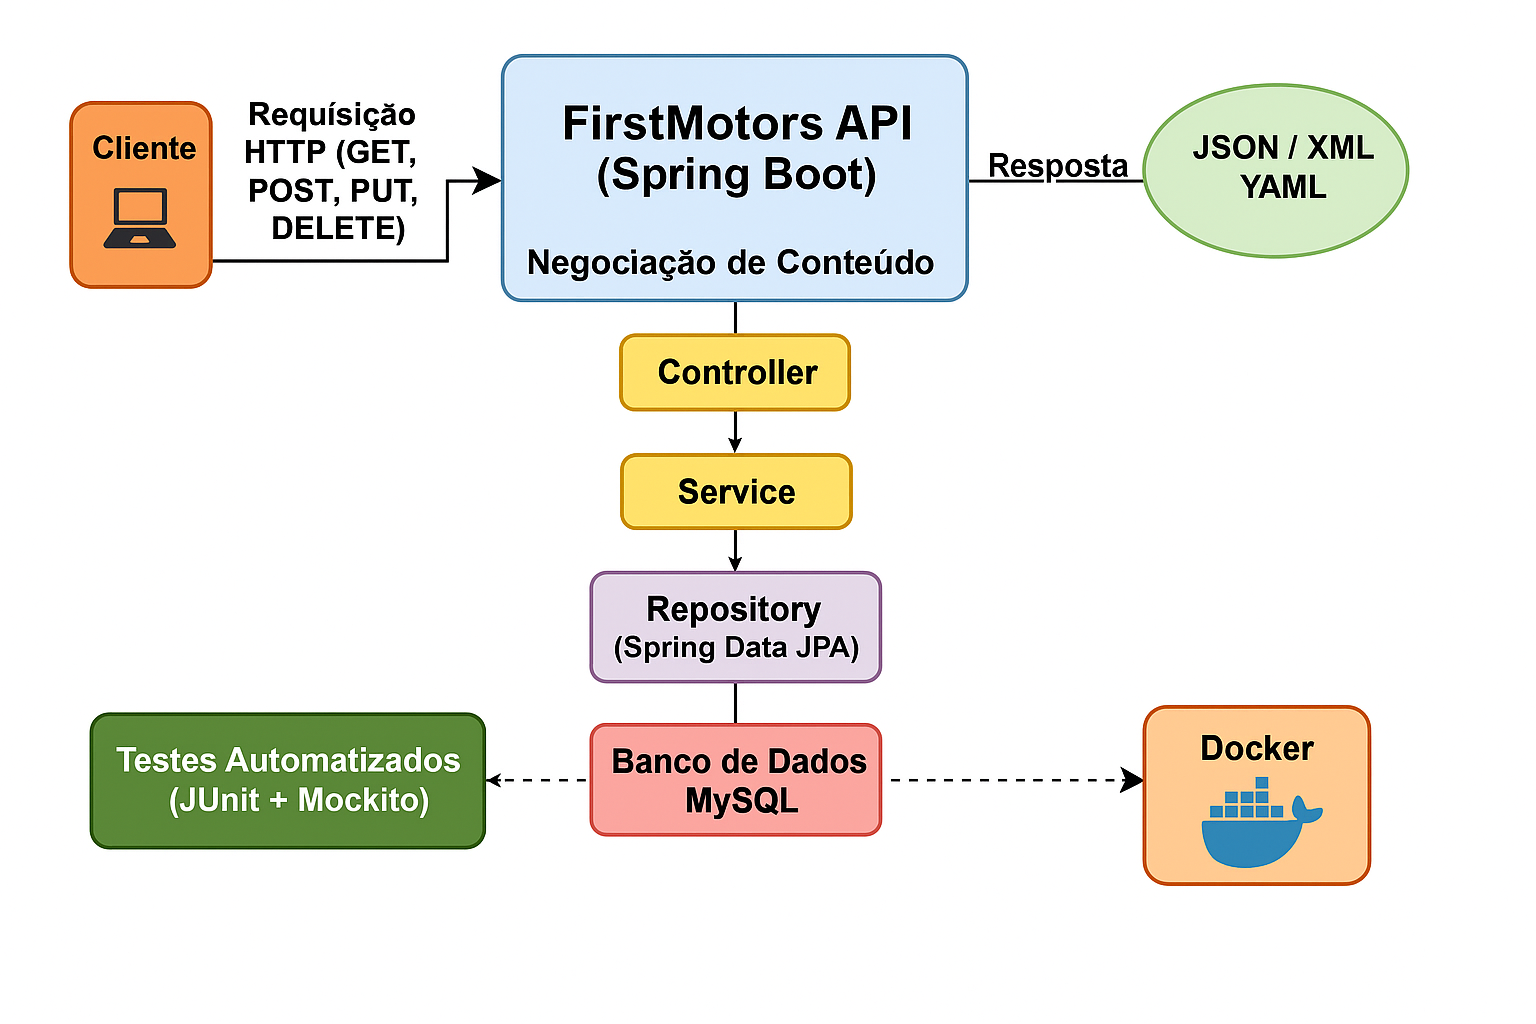 Cliente
Requísição
HTTP (GET,
POST, PUT,
DELETE)
FirstMotors API
(Spring Boot)
Negociação de Conteúdo
Resposta
JSON / XML
YAML
Controller
Service
Repository
(Spring Data JPA)
Testes Automatizados
(JUnit + Mockito)
Banco de Dados
MySQL
Docker